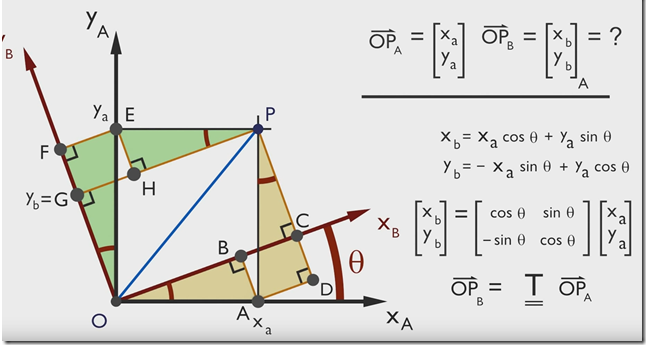 y_A
y_B
y_a E P
F
H
y_b=G
x_B
C
B
θ
D
O A x_a x_A
OP_A = [x_a y_a] OP_B = [x_b y_b]_A = ?
x_b = x_a cos θ + y_a sin θ
y_b = - x_a sin θ + y_a cos θ
[x_b y_b] = [cos θ sin θ -sin θ cos θ] [x_a y_a]
OP_B = T OP_A